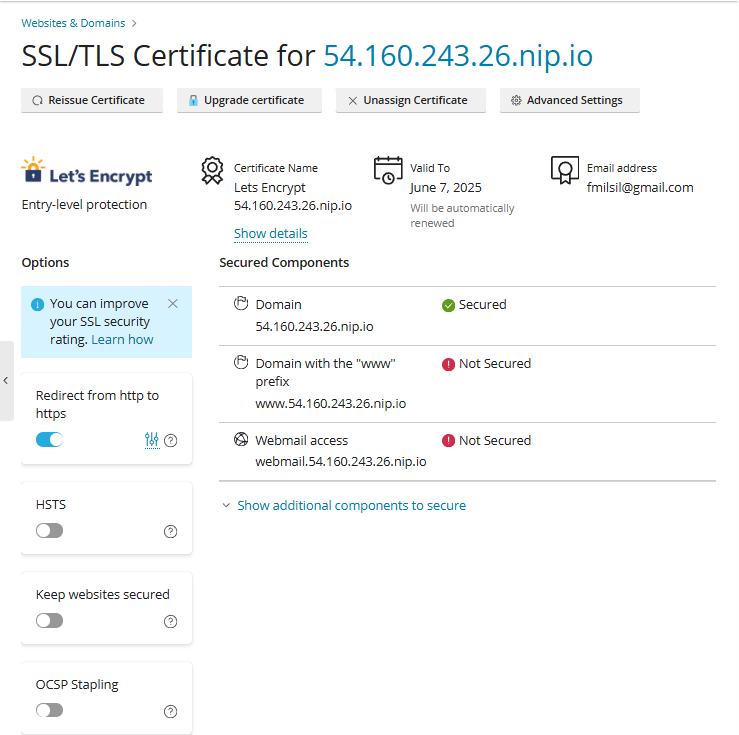 Websites & Domains >
SSL/TLS Certificate for 54.160.243.26.nip.io
Reissue Certificate
Upgrade certificate
Unassign Certificate
Advanced Settings
Let's Encrypt
Entry-level protection
Certificate Name
Lets Encrypt
54.160.243.26.nip.io
Show details
Valid To
June 7, 2025
Will be automatically
renewed
Email address
fmilsil@gmail.com
Options
You can improve
your SSL security
rating. Learn how
Redirect from http to
https
HSTS
Keep websites secured
OCSP Stapling
Secured Components
Domain
54.160.243.26.nip.io
Secured
Domain with the "www"
prefix
www.54.160.243.26.nip.io
Not Secured
Webmail access
webmail.54.160.243.26.nip.io
Not Secured
Show additional components to secure